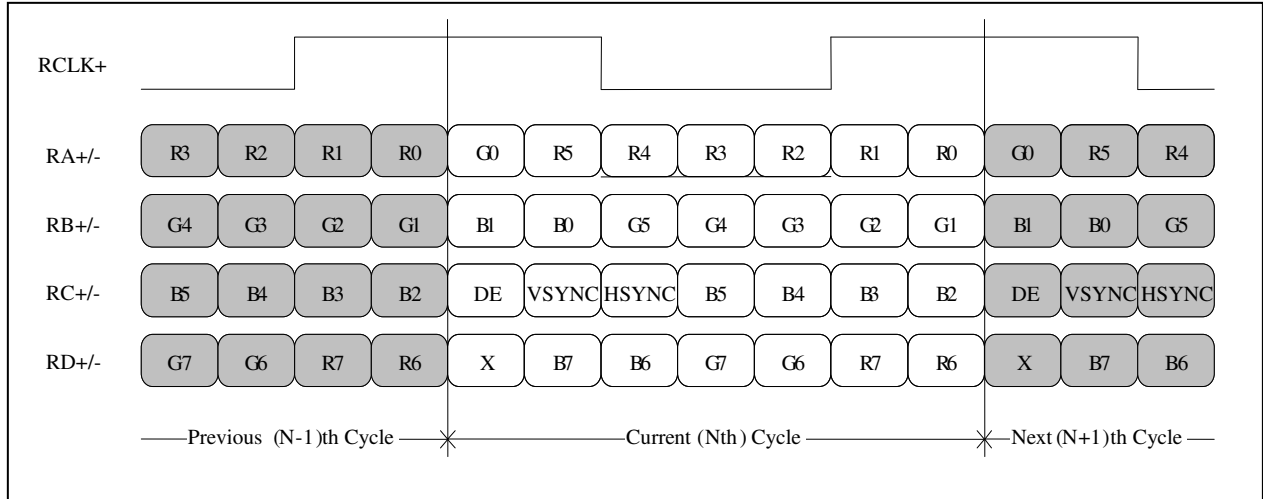 RCLK+
RA+/- R3 R2 R1 R0 G0 R5 R4 R3 R2 R1 R0 G0 R5 R4
RB+/- G4 G3 G2 G1 B1 B0 G5 G4 G3 G2 G1 B1 B0 G5
RC+/- B5 B4 B3 B2 DE VSYNC HSYNC B5 B4 B3 B2 DE VSYNC HSYNC
RD+/- G7 G6 R7 R6 X B7 B6 G7 G6 R7 R6 X B7 B6
Previous (N-1)th Cycle Current (Nth) Cycle Next (N+1)th Cycle